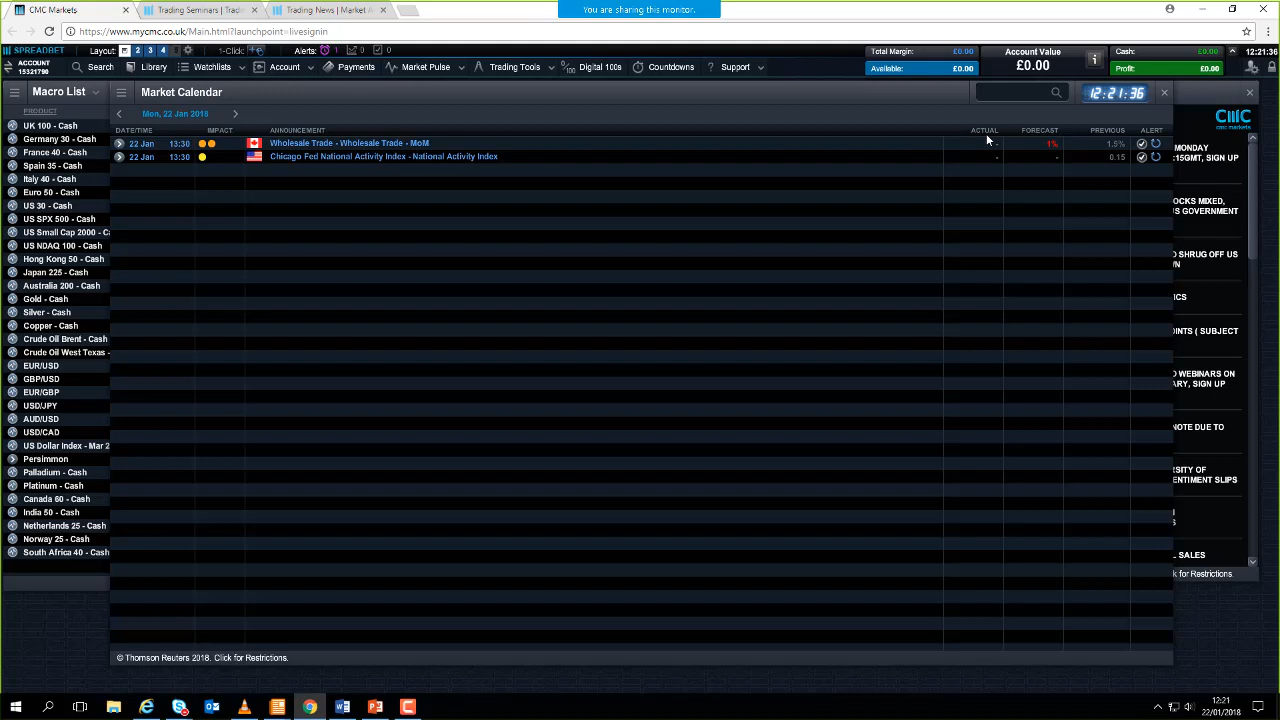 CMC Markets
Trading Seminars | Trad
Trading News | Market A
You are sharing this monitor.
https://www.mycmc.co.uk/Main.html?launchpoint=livesignin
SPREADBET
Layout:
2
3
4
1-Click:
Alerts:
1
0
0
Total Margin: £0.00
Available: £0.00
Account Value
£0.00
Cash: £0.00
Profit: £0.00
12:21:36
ACCOUNT
15321790
Search
Library
Watchlists
Account
Payments
Market Pulse
Trading Tools
Digital 100s
Countdowns
Support
Macro List
Market Calendar
12:21:36
Mon, 22 Jan 2018
PRODUCT
DATE/TIME IMPACT ANNOUNCEMENT ACTUAL FORECAST PREVIOUS ALERT
22 Jan 13:30 Wholesale Trade - Wholesale Trade - MoM - 1% 1.5%
22 Jan 13:30 Chicago Fed National Activity Index - National Activity Index - - 0.15
UK 100 - Cash
Germany 30 - Cash
France 40 - Cash
Spain 35 - Cash
Italy 40 - Cash
Euro 50 - Cash
US 30 - Cash
US SPX 500 - Cash
US Small Cap 2000 - C
US NDAQ 100 - Cash
Hong Kong 50 - Cash
Japan 225 - Cash
Australia 200 - Cash
Gold - Cash
Silver - Cash
Copper - Cash
Crude Oil Brent - Cash
Crude Oil West Texas -
EUR/USD
GBP/USD
EUR/GBP
USD/JPY
AUD/USD
USD/CAD
US Dollar Index - Mar 2
Persimmon
Palladium - Cash
Platinum - Cash
Canada 60 - Cash
India 50 - Cash
Netherlands 25 - Cash
Norway 25 - Cash
South Africa 40 - Cash
cmc markets
MONDAY
:15GMT, SIGN UP
OCKS MIXED,
S GOVERNMENT
O SHRUG OFF US
WN
ICS
OINTS ( SUBJECT
O WEBINARS ON
ARY, SIGN UP
NOTE DUE TO
RSITY OF
ENTIMENT SLIPS
L SALES
k for Restrictions.
© Thomson Reuters 2018. Click for Restrictions.
12:21
22/01/2018